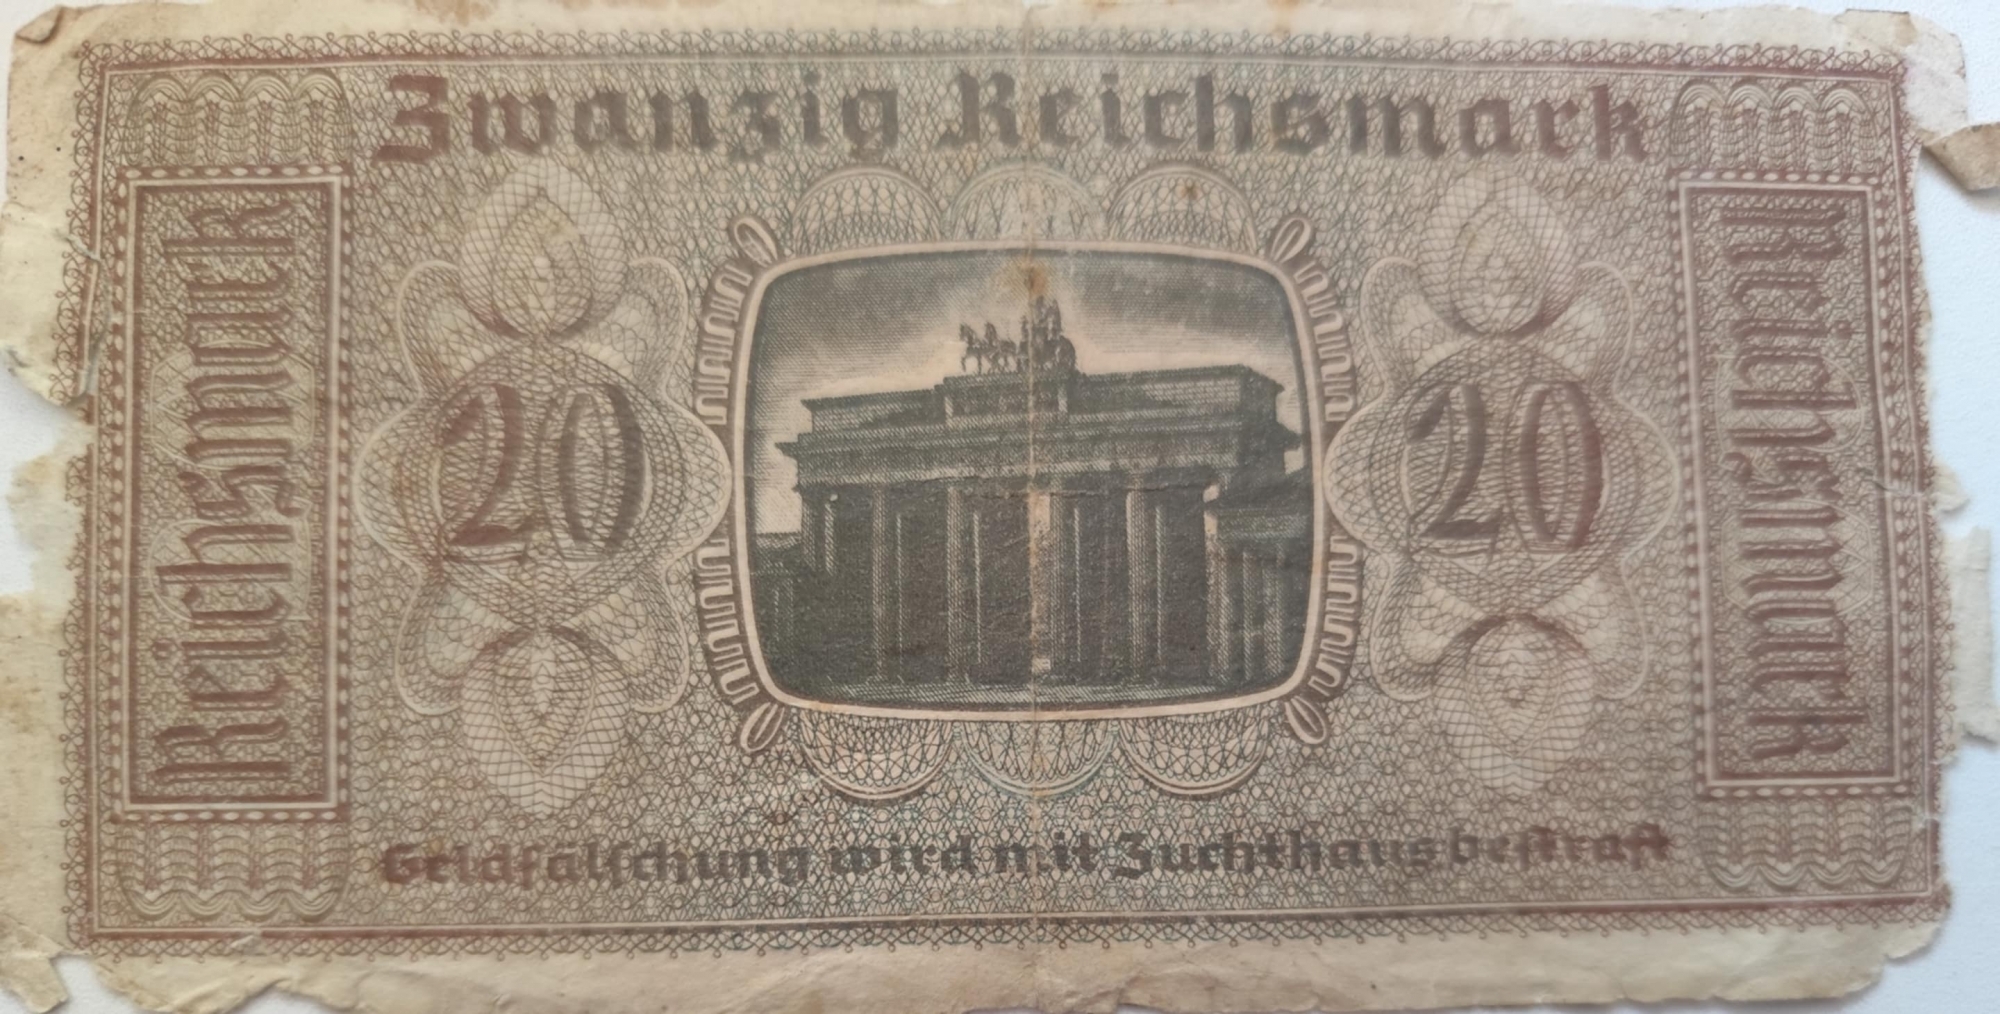 Zwanzig Reichsmark
Reichsmark
20
20
Reichsmark
Geldfälschung wird mit Zuchthaus bestraft